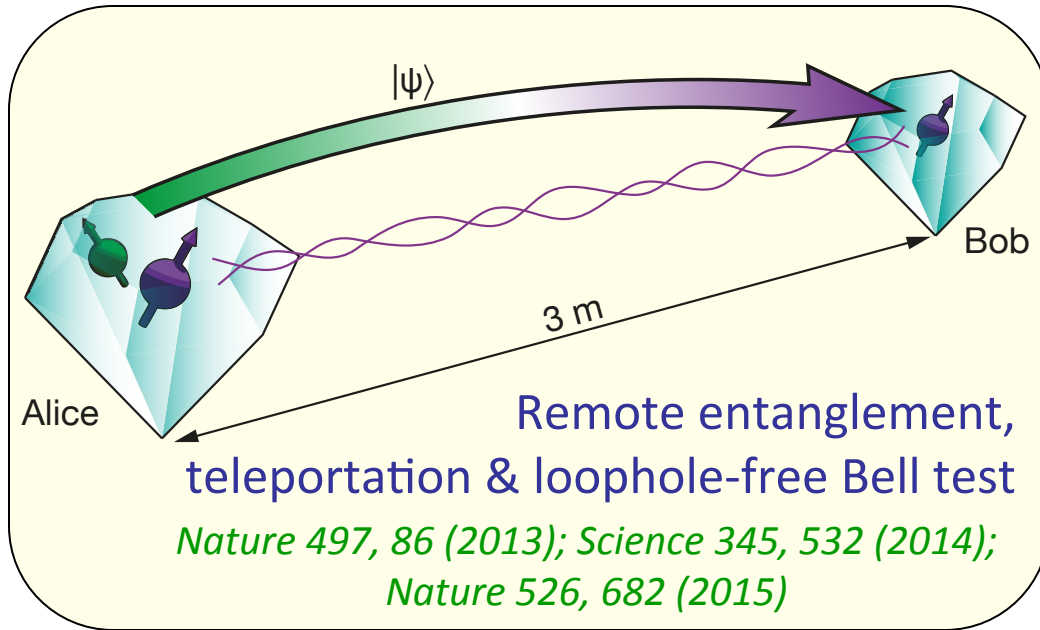 |ψ⟩
Bob
3 m
Alice
Remote entanglement,
teleportation & loophole-free Bell test
Nature 497, 86 (2013); Science 345, 532 (2014);
Nature 526, 682 (2015)